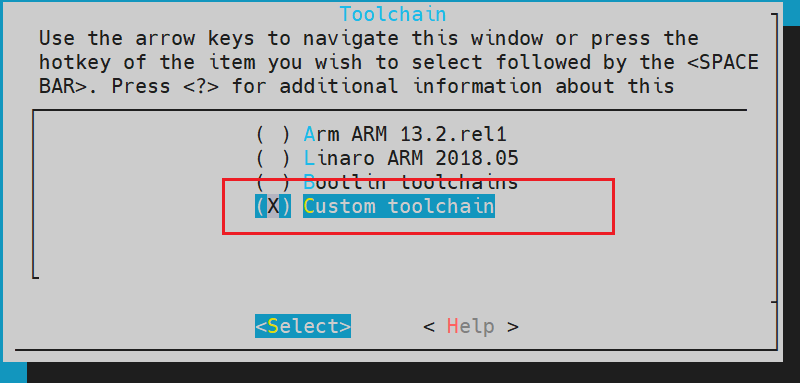 Toolchain
Use the arrow keys to navigate this window or press the
hotkey of the item you wish to select followed by the <SPACE
BAR>. Press <?> for additional information about this
( ) Arm ARM 13.2.rel1
( ) Linaro ARM 2018.05
( ) Bootlin toolchains
(X) Custom toolchain
<Select> < Help >